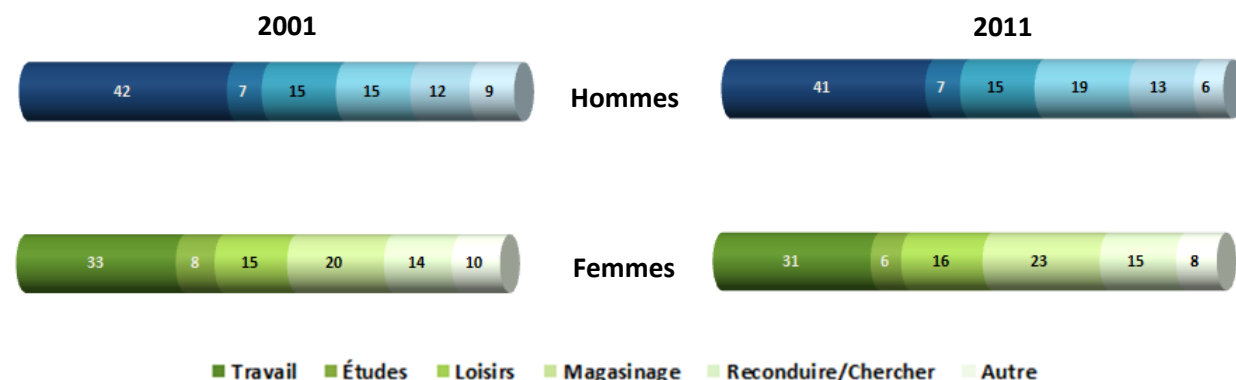 2001 2011
42 7 15 15 12 9 Hommes 41 7 15 19 13 6
33 8 15 20 14 10 Femmes 31 6 16 23 15 8
Travail Études Loisirs Magasinage Reconduire/Chercher Autre